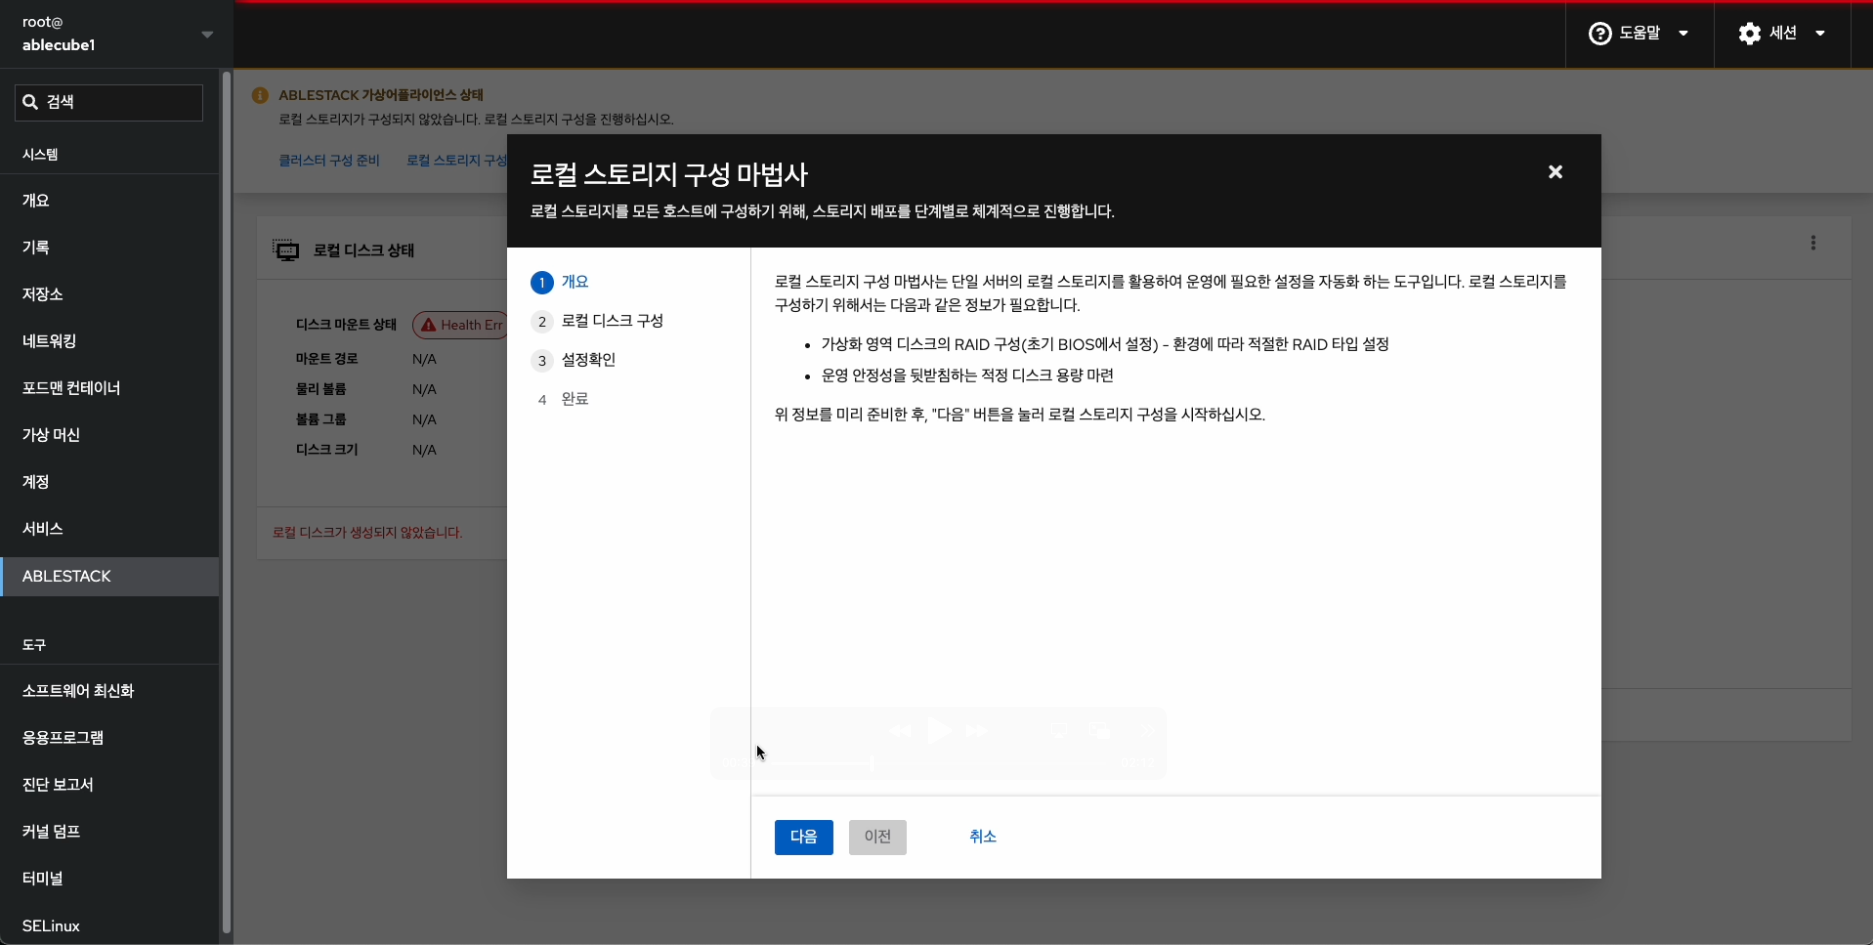 root@
ablecube1
도움말
세션
검색
시스템
개요
기록
저장소
네트워킹
포드맨 컨테이너
가상 머신
계정
서비스
ABLESTACK
도구
소프트웨어 최신화
응용프로그램
진단 보고서
커널 덤프
터미널
SELinux
ABLESTACK 가상어플라이언스 상태
로컬 스토리지가 구성되지 않았습니다. 로컬 스토리지 구성을 진행하십시오.
클러스터 구성 준비 로컬 스토리지 구성
로컬 디스크 상태
디스크 마운트 상태 Health Err
마운트 경로 N/A
물리 볼륨 N/A
볼륨 그룹 N/A
디스크 크기 N/A
로컬 디스크가 생성되지 않았습니다.
로컬 스토리지 구성 마법사
로컬 스토리지를 모든 호스트에 구성하기 위해, 스토리지 배포를 단계별로 체계적으로 진행합니다.
1 개요
2 로컬 디스크 구성
3 설정확인
4 완료
로컬 스토리지 구성 마법사는 단일 서버의 로컬 스토리지를 활용하여 운영에 필요한 설정을 자동화 하는 도구입니다. 로컬 스토리지를
구성하기 위해서는 다음과 같은 정보가 필요합니다.
• 가상화 영역 디스크의 RAID 구성(초기 BIOS에서 설정) - 환경에 따라 적절한 RAID 타입 설정
• 운영 안정성을 뒷받침하는 적정 디스크 용량 마련
위 정보를 미리 준비한 후, "다음" 버튼을 눌러 로컬 스토리지 구성을 시작하십시오.
다음 이전 취소